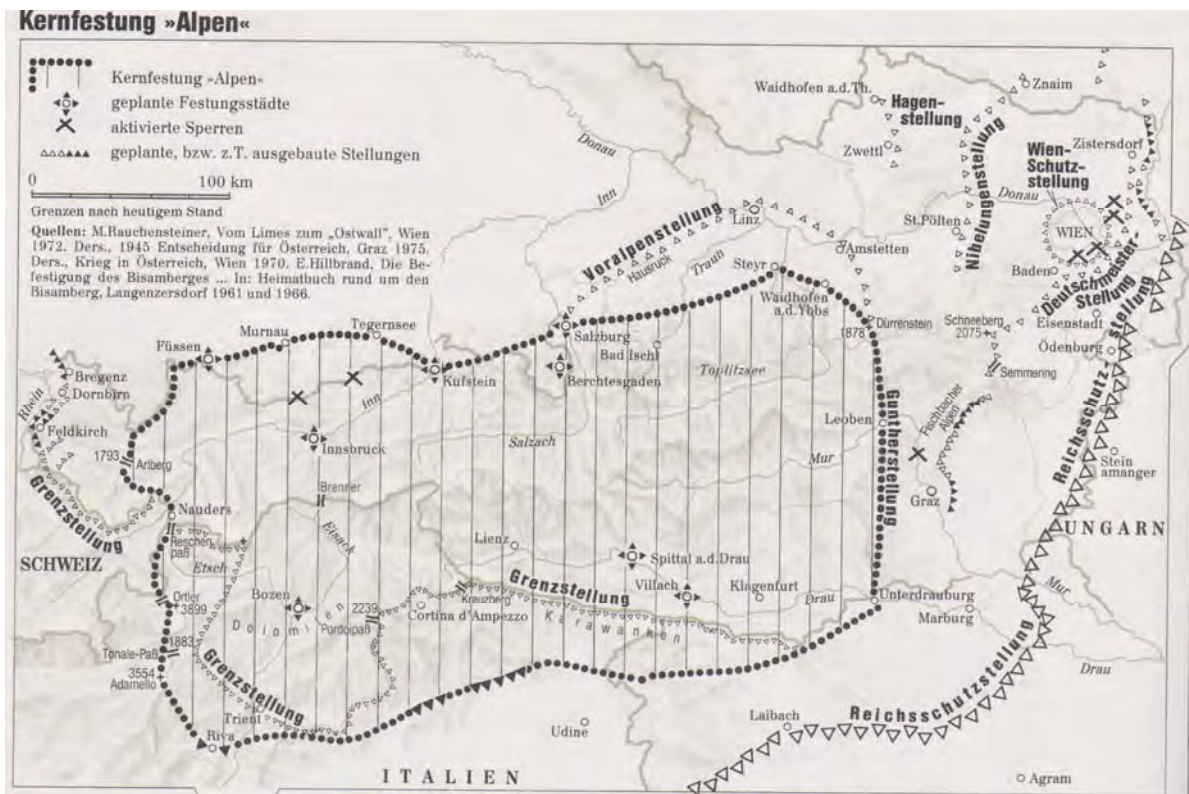 Kernfestung »Alpen«
Kernfestung »Alpen«
geplante Festungsstädte
aktivierte Sperren
geplante, bzw. z.T. ausgebaute Stellungen
0 100 km
Grenzen nach heutigem Stand
Quellen: M.Rauchensteiner, Vom Limes zum „Ostwall", Wien
1972. Ders., 1945 Entscheidung für Österreich, Graz 1975.
Ders., Krieg in Österreich, Wien 1970. E.Hillbrand, Die Be-
festigung des Bisamberges ... In: Heimatbuch rund um den
Bisamberg, Langenzersdorf 1961 und 1966.
Waidhofen a.d.Th.
Hagen-
stellung
Znaim
Zwettl
Nibelungenstellung
Wien-
Schutz-
stellung
Zistersdorf
Donau
Inn
Donau
Voralpenstellung
Linz
St.Pölten
WIEN
Hausruck
Traun
Amstetten
Steyr
Baden
Deutschmeister-
Stellung
Waidhofen
a.d.Ybbs
Murnau
Tegernsee
Salzburg
Dürrenstein
1878
Schneeberg
2075
Eisenstadt
Füssen
Bad Ischl
Ödenburg
Bregenz
Dornbirn
Kufstein
Berchtesgaden
Toplitzsee
Semmering
Rhein
Inn
Feldkirch
Leoben
Fischbacher
Alpen
Reichsschutz-
stellung
Innsbruck
Salzach
Mur
Guntherstellung
1793
Arlberg
Stein
amanger
Brenner
Graz
Grenzstellung
Nauders
Eisack
UNGARN
Reschen-
paß
Lienz
SCHWEIZ
Etsch
Spittal a.d.Drau
Mur
Ortler
3899
Bozen
Grenzstellung
Villach
Klagenfurt
Drau
Unterdrauburg
Kreuzberg
2239
Pordoipaß
Cortina d'Ampezzo
Marburg
Dolomiten
Karawanken
1883
Tonale-Paß
3554
Adamello
Drau
Grenzstellung
Reichsschutzstellung
Trient
Laibach
Riva
Udine
ITALIEN
Agram